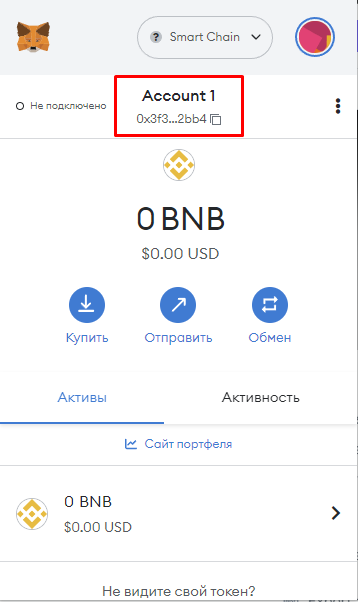 ? Smart Chain
Не подключено
Account 1
0x3f3...2bb4
0 BNB
$0.00 USD
Купить
Отправить
Обмен
Активы
Активность
Сайт портфеля
0 BNB
$0.00 USD
Не видите свой токен?